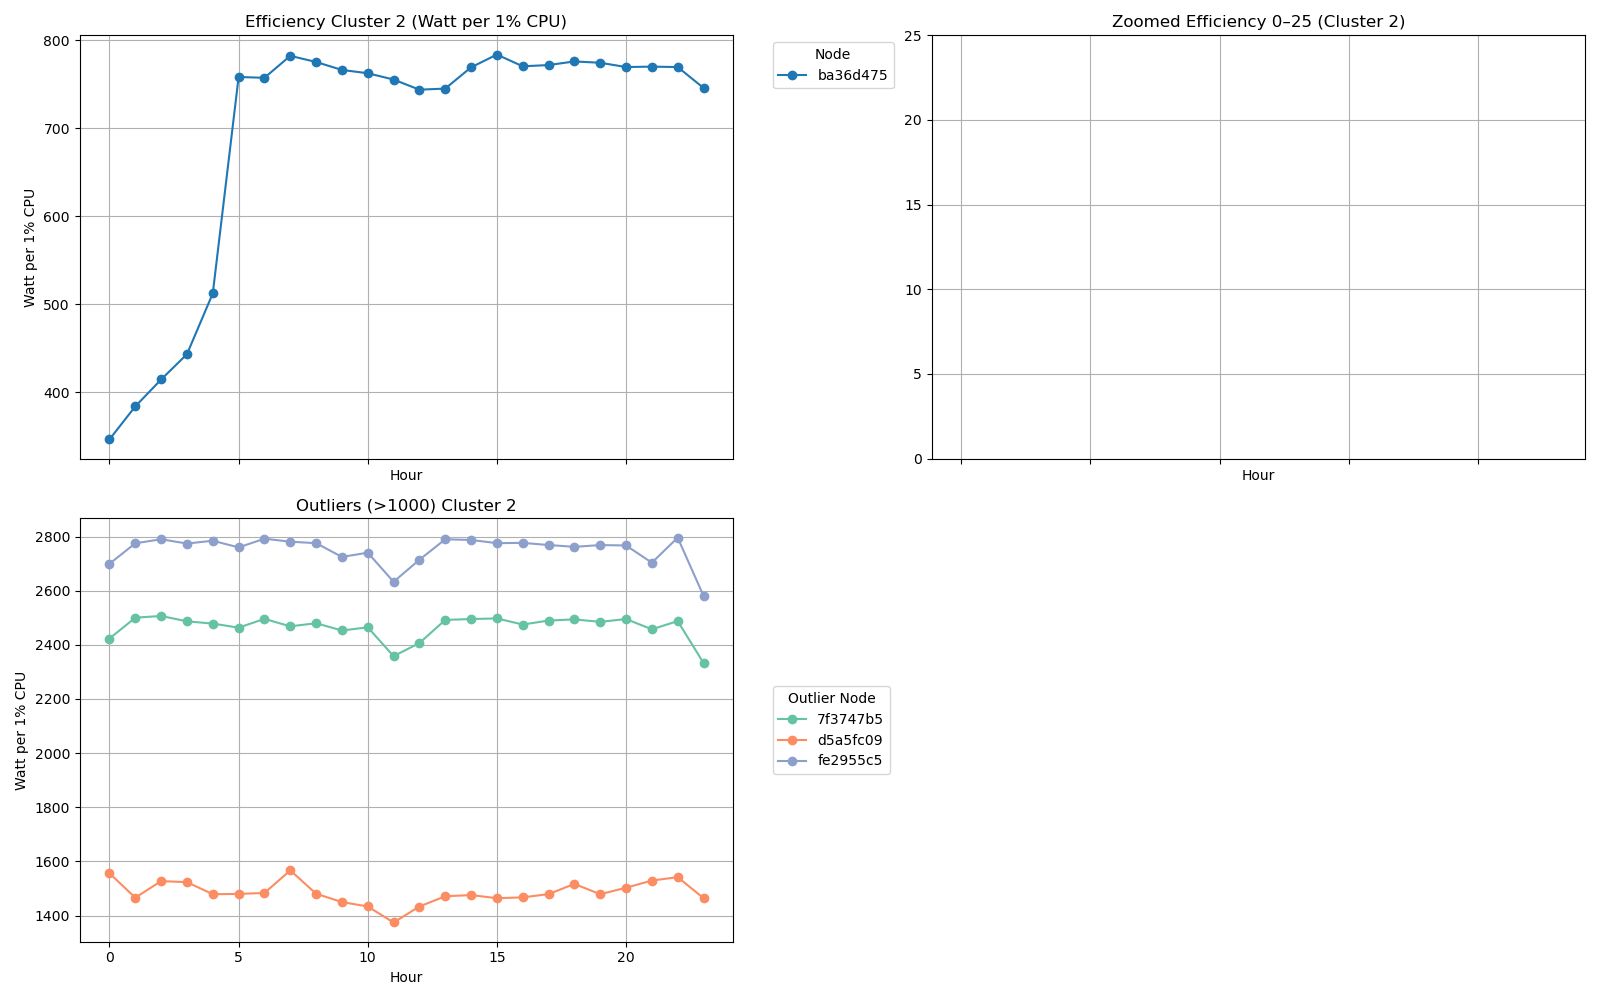 Efficiency Cluster 2 (Watt per 1% CPU)
Watt per 1% CPU
800
700
600
500
400
Hour
Node
ba36d475
Zoomed Efficiency 0–25 (Cluster 2)
25
20
15
10
5
0
Hour
Outliers (>1000) Cluster 2
Watt per 1% CPU
2800
2600
2400
2200
2000
1800
1600
1400
0 5 10 15 20
Hour
Outlier Node
7f3747b5
d5a5fc09
fe2955c5